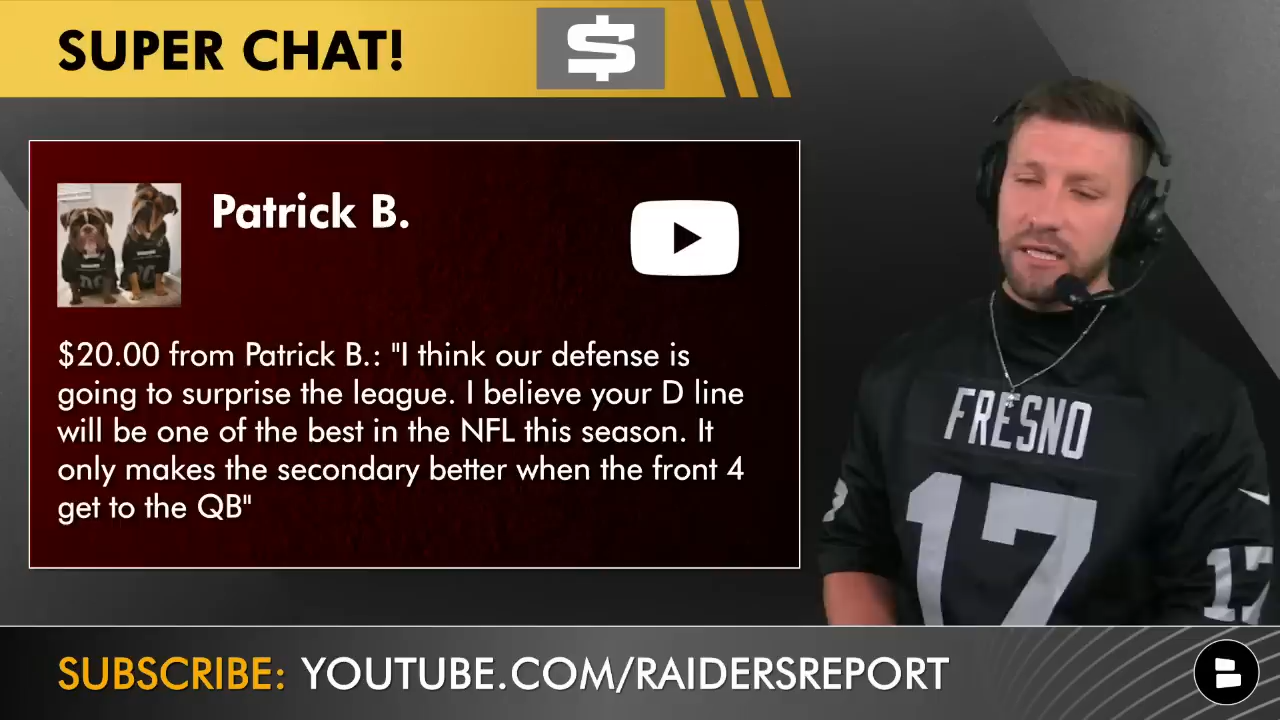 SUPER CHAT!
$
Patrick B.
$20.00 from Patrick B.: "I think our defense is
going to surprise the league. I believe your D line
will be one of the best in the NFL this season. It
only makes the secondary better when the front 4
get to the QB"
FRESNO
17
17
SUBSCRIBE: YOUTUBE.COM/RAIDERSREPORT